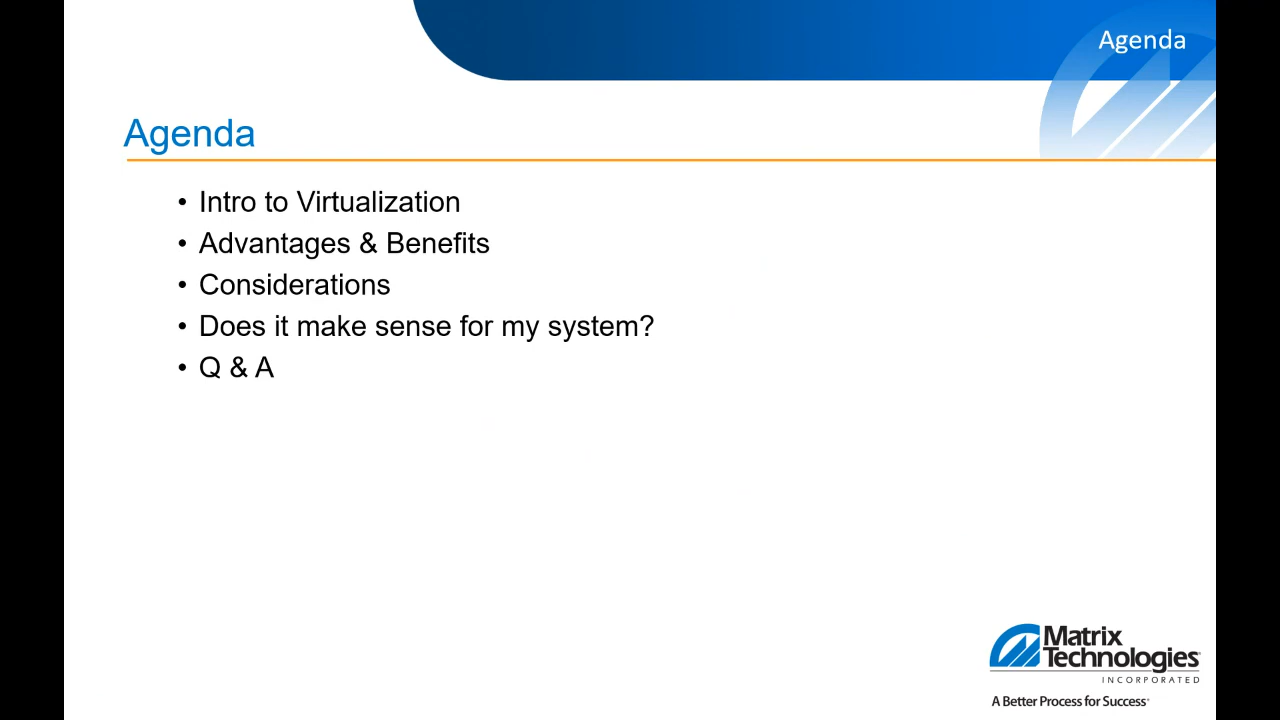 Agenda
Agenda
• Intro to Virtualization
• Advantages & Benefits
• Considerations
• Does it make sense for my system?
• Q & A
Matrix
Technologies
INCORPORATED
A Better Process for Success